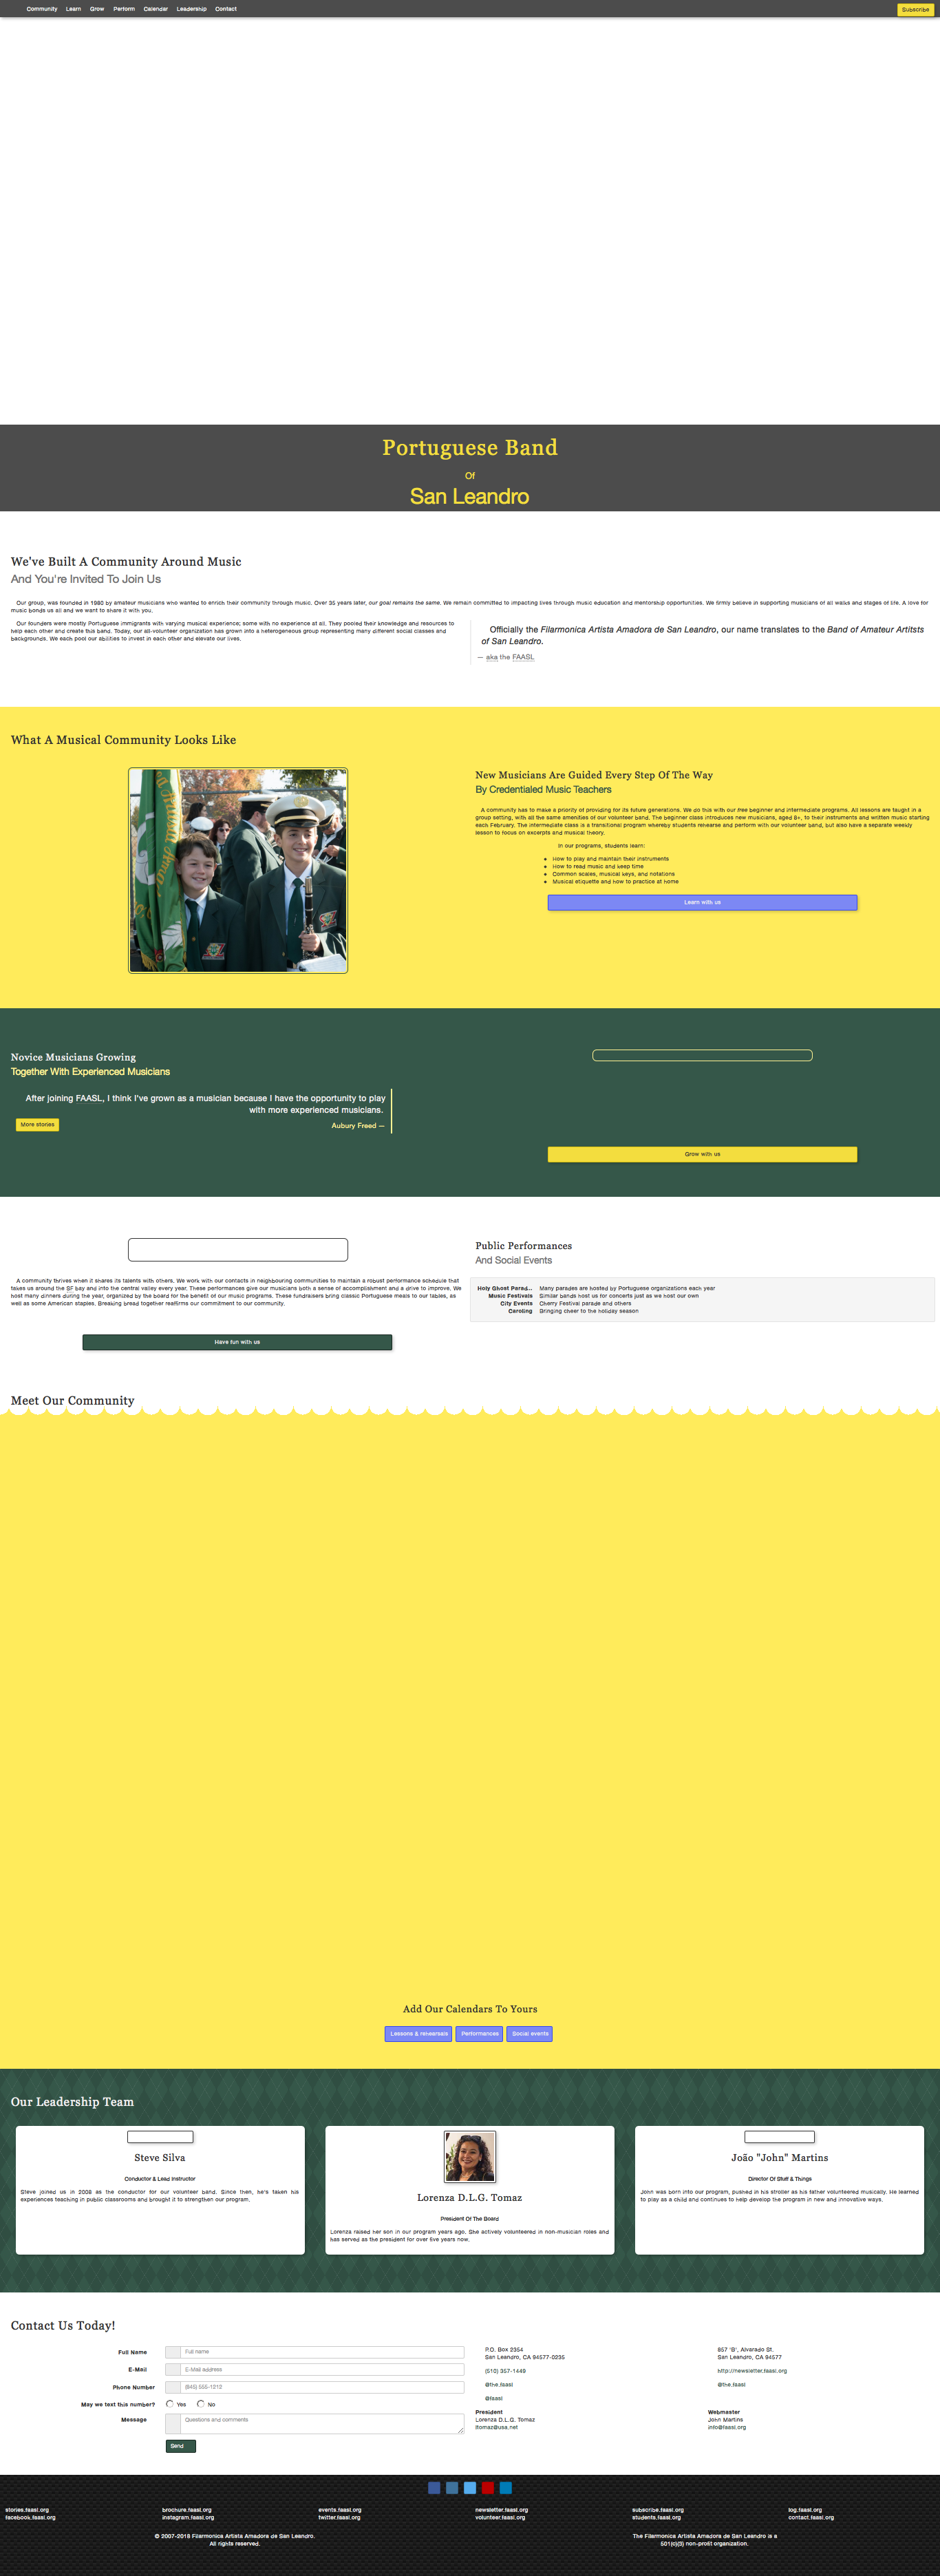 Community Learn Grow Perform Calendar Leadership Contact
Subscribe
Portuguese Band
Of
San Leandro
We've Built A Community Around Music
And You're Invited To Join Us
Our group, was founded in 1980 by amateur musicians who wanted to enrich their community through music. Over 35 years later, our goal remains the same. We remain committed to impacting lives through music education and mentorship opportunities. We firmly believe in supporting musicians of all walks and stages of life. A love for
music bonds us all and we want to share it with you.
Our founders were mostly Portuguese immigrants with varying musical experience; some with no experience at all. They pooled their knowledge and resources to
help each other and create this band. Today, our all-volunteer organization has grown into a heterogeneous group representing many different social classes and
backgrounds. We each pool our abilities to invest in each other and elevate our lives.
Officially the Filarmonica Artista Amadora de San Leandro, our name translates to the Band of Amateur Artitsts
of San Leandro.
— aka the FAASL
What A Musical Community Looks Like
New Musicians Are Guided Every Step Of The Way
By Credentialed Music Teachers
A community has to make a priority of providing for its future generations. We do this with our free beginner and intermediate programs. All lessons are taught in a
group setting, with all the same amenities of our volunteer band. The beginner class introduces new musicians, aged 8+, to their instruments and written music starting
each February. The intermediate class is a transitional program whereby students rehearse and perform with our volunteer band, but also have a separate weekly
lesson to focus on excerpts and musical theory.
In our programs, students learn:
• How to play and maintain their instruments
• How to read music and keep time
• Common scales, musical keys, and notations
• Musical etiquette and how to practice at home
Learn with us
Novice Musicians Growing
Together With Experienced Musicians
After joining FAASL, I think I've grown as a musician because I have the opportunity to play
with more experienced musicians.
Aubury Freed —
More stories
Grow with us
A community thrives when it shares its talents with others. We work with our contacts in neighbouring communities to maintain a robust performance schedule that
takes us around the SF bay and into the central valley every year. These performances give our musicians both a sense of accomplishment and a drive to improve. We
host many dinners during the year, organized by the board for the benefit of our music programs. These fundraisers bring classic Portuguese meals to our tables, as
well as some American staples. Breaking bread together reaffirms our commitment to our community.
Have fun with us
Public Performances
And Social Events
Holy Ghost Parad... Many parades are hosted by Portuguese organizations each year
Music Festivals Similar bands host us for concerts just as we host our own
City Events Cherry Festival parade and others
Caroling Bringing cheer to the holiday season
Meet Our Community
Add Our Calendars To Yours
Lessons & rehearsals Performances Social events
Our Leadership Team
Steve Silva
Conductor & Lead Instructor
Steve joined us in 2008 as the conductor for our volunteer band. Since then, he's taken his
experiences teaching in public classrooms and brought it to strengthen our program.
Lorenza D.L.G. Tomaz
President Of The Board
Lorenza raised her son in our program years ago. She actively volunteered in non-musician roles and
has served as the president for over five years now.
João "John" Martins
Director Of Stuff & Things
John was born into our program, pushed in his stroller as his father volunteered musically. He learned
to play as a child and continues to help develop the program in new and innovative ways.
Contact Us Today!
Full Name Full name
E-Mail E-Mail address
Phone Number (845) 555-1212
May we text this number? Yes No
Message Questions and comments
Send
P.O. Box 2354
San Leandro, CA 94577-0235
(510) 357-1449
@the.faasl
@faasl
President
Lorenza D.L.G. Tomaz
ltomaz@usa.net
857 'B', Alvarado St.
San Leandro, CA 94577
http://newsletter.faasl.org
@the.faasl
Webmaster
John Martins
info@faasl.org
stories.faasl.org brochure.faasl.org events.faasl.org newsletter.faasl.org subscribe.faasl.org log.faasl.org
facebook.faasl.org instagram.faasl.org twitter.faasl.org volunteer.faasl.org students.faasl.org contact.faasl.org
© 2007-2018 Filarmonica Artista Amadora de San Leandro.
All rights reserved.
The Filarmonica Artista Amadora de San Leandro is a
501(c)(3) non-profit organization.